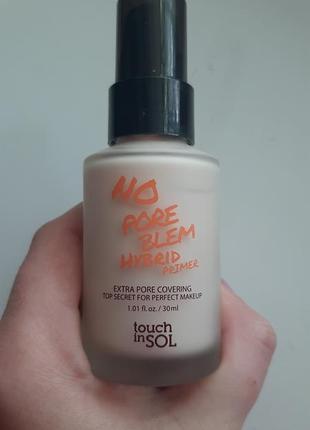 NO
PORE
BLEM
HYBRID
PRIMER
EXTRA PORE COVERING
TOP SECRET FOR PERFECT MAKEUP
1.01 fl. oz. / 30ml
touch
in SOL